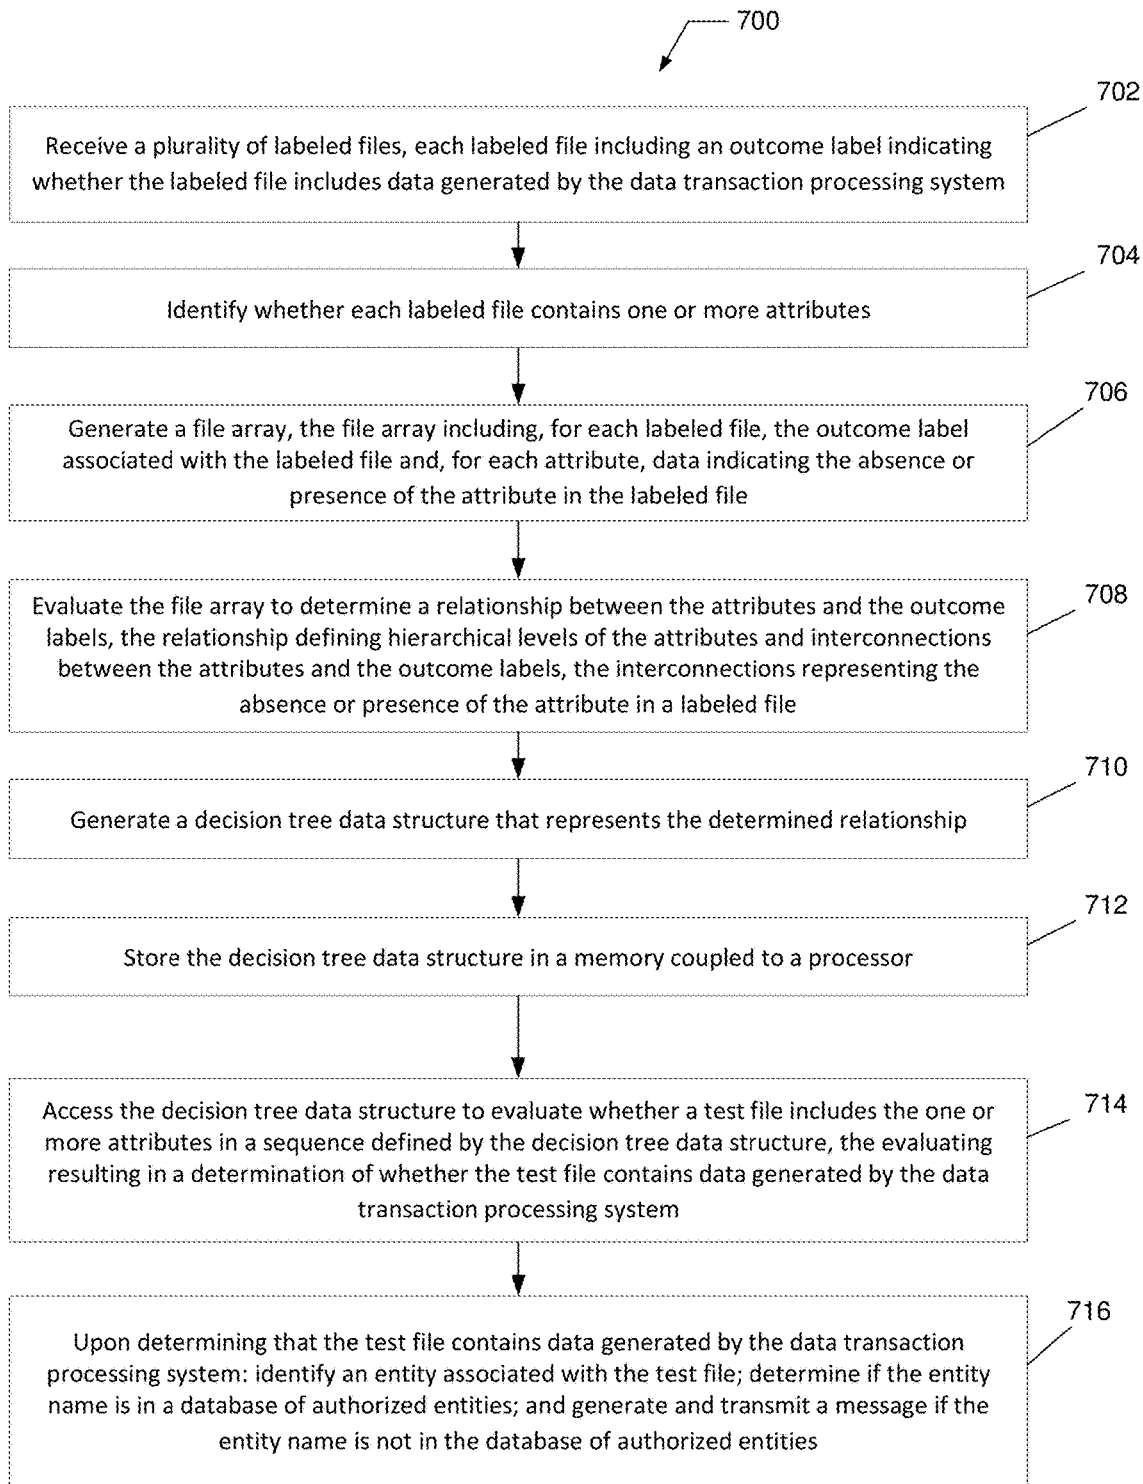 700
702
Receive a plurality of labeled files, each labeled file including an outcome label indicating
whether the labeled file includes data generated by the data transaction processing system
704
Identify whether each labeled file contains one or more attributes
706
Generate a file array, the file array including, for each labeled file, the outcome label
associated with the labeled file and, for each attribute, data indicating the absence or
presence of the attribute in the labeled file
708
Evaluate the file array to determine a relationship between the attributes and the outcome
labels, the relationship defining hierarchical levels of the attributes and interconnections
between the attributes and the outcome labels, the interconnections representing the
absence or presence of the attribute in a labeled file
710
Generate a decision tree data structure that represents the determined relationship
712
Store the decision tree data structure in a memory coupled to a processor
714
Access the decision tree data structure to evaluate whether a test file includes the one or
more attributes in a sequence defined by the decision tree data structure, the evaluating
resulting in a determination of whether the test file contains data generated by the data
transaction processing system
716
Upon determining that the test file contains data generated by the data transaction
processing system: identify an entity associated with the test file; determine if the entity
name is in a database of authorized entities; and generate and transmit a message if the
entity name is not in the database of authorized entities